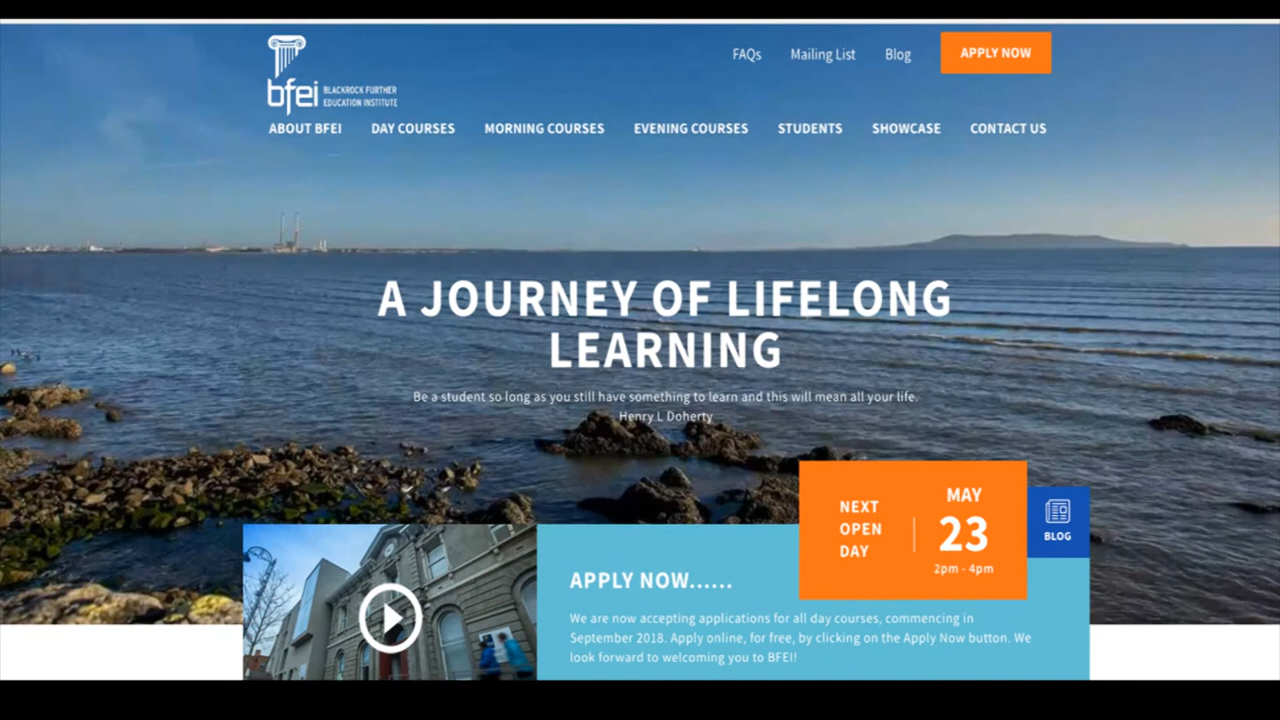 FAQs Mailing List Blog APPLY NOW
bfei BLACKROCK FURTHER
EDUCATION INSTITUTE
ABOUT BFEI DAY COURSES MORNING COURSES EVENING COURSES STUDENTS SHOWCASE CONTACT US
A JOURNEY OF LIFELONG
LEARNING
Be a student so long as you still have something to learn and this will mean all your life.
Henry L Doherty
NEXT
OPEN
DAY
MAY
23
2pm - 4pm
BLOG
APPLY NOW......
We are now accepting applications for all day courses, commencing in
September 2018. Apply online, for free, by clicking on the Apply Now button. We
look forward to welcoming you to BFEI!